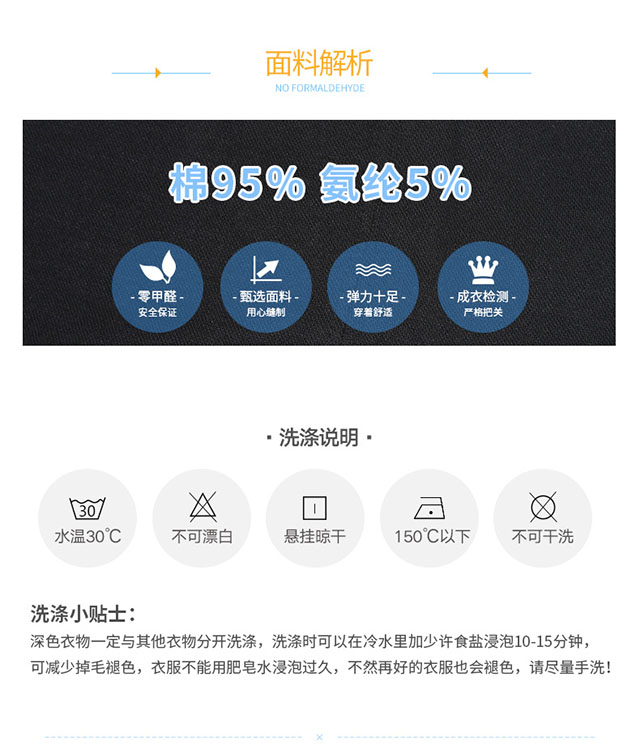 面料解析
NO FORMALDEHYDE
棉95% 氨纶5%
- 零甲醛 -
安全保证
- 甄选面料 -
用心缝制
- 弹力十足 -
穿着舒适
- 成衣检测 -
严格把关
·洗涤说明·
30
水温30℃
不可漂白
悬挂晾干
150℃以下
不可干洗
洗涤小贴士：
深色衣物一定与其他衣物分开洗涤，洗涤时可以在冷水里加少许食盐浸泡10-15分钟，
可减少掉毛褪色，衣服不能用肥皂水浸泡过久，不然再好的衣服也会褪色，请尽量手洗！